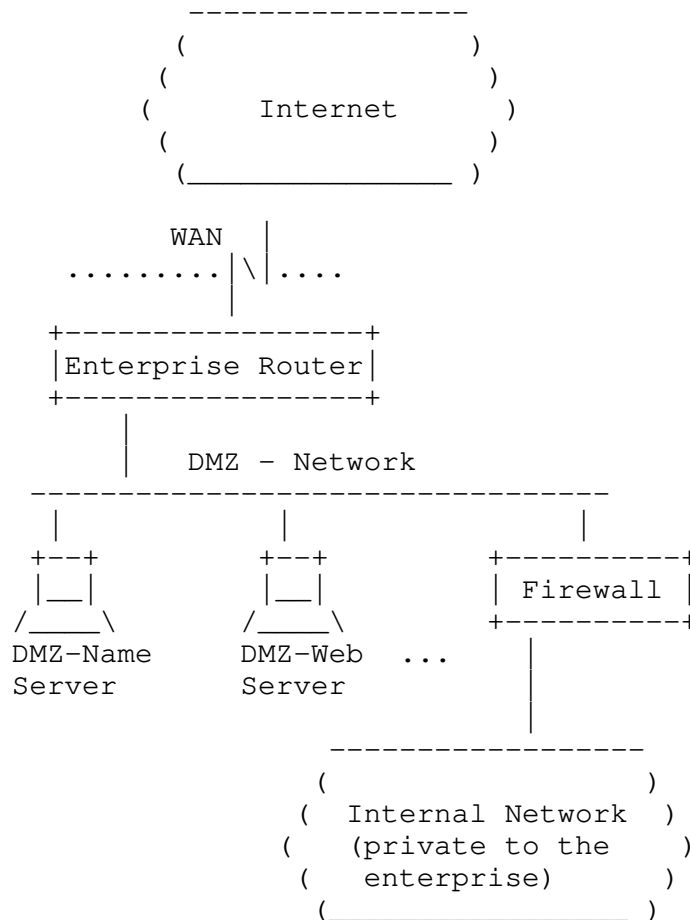 Internet
WAN
Enterprise Router
DMZ - Network
Firewall
DMZ-Name DMZ-Web ...
Server Server
Internal Network
(private to the
enterprise)